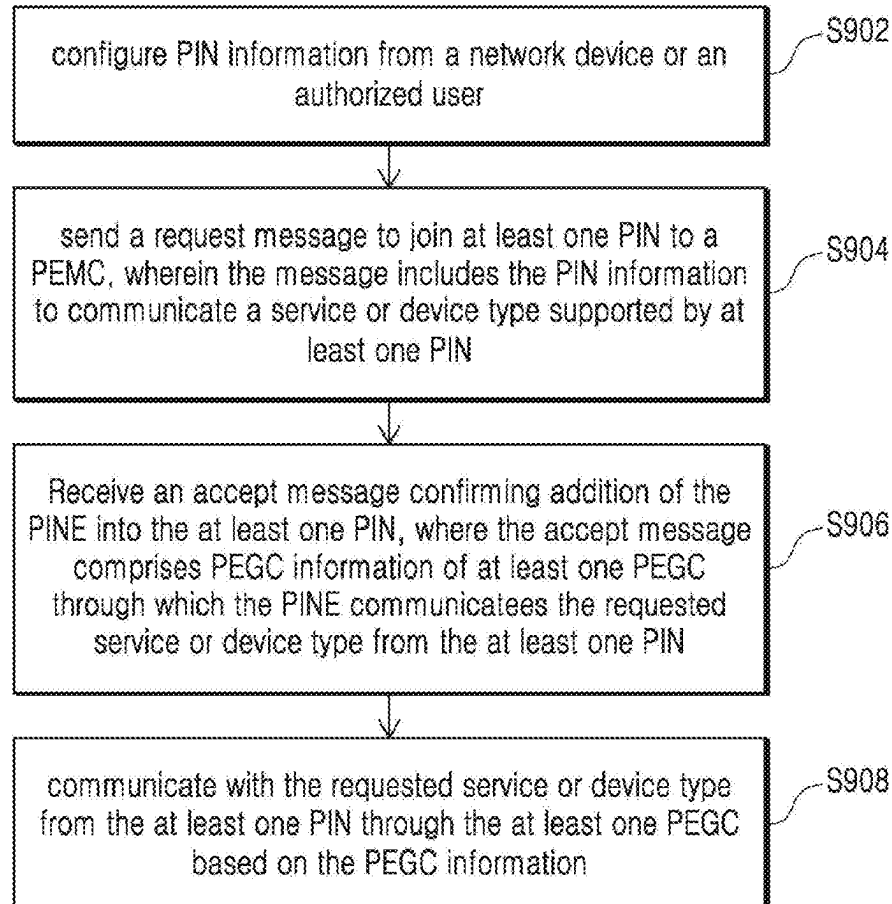 configure PIN information from a network device or an
authorized user
S902
send a request message to join at least one PIN to a
PEMC, wherein the message includes the PIN information
to communicate a service or device type supported by at
least one PIN
S904
Receive an accept message confirming addition of the
PINE into the at least one PIN, where the accept message
comprises PEGC information of at least one PEGC
through which the PINE communicatees the requested
service or device type from the at least one PIN
S906
communicate with the requested service or device type
from the at least one PIN through the at least one PEGC
based on the PEGC information
S908